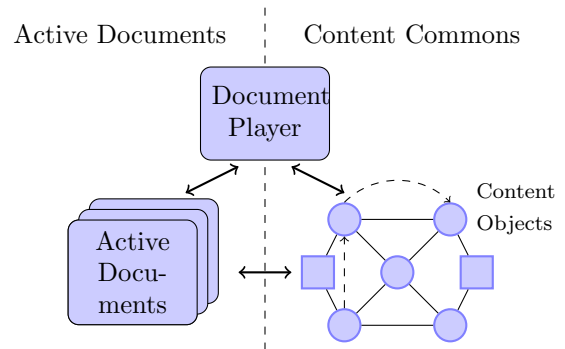 Active Documents
Content Commons
Document
Player
Content
Objects
Active
Docu-
ments